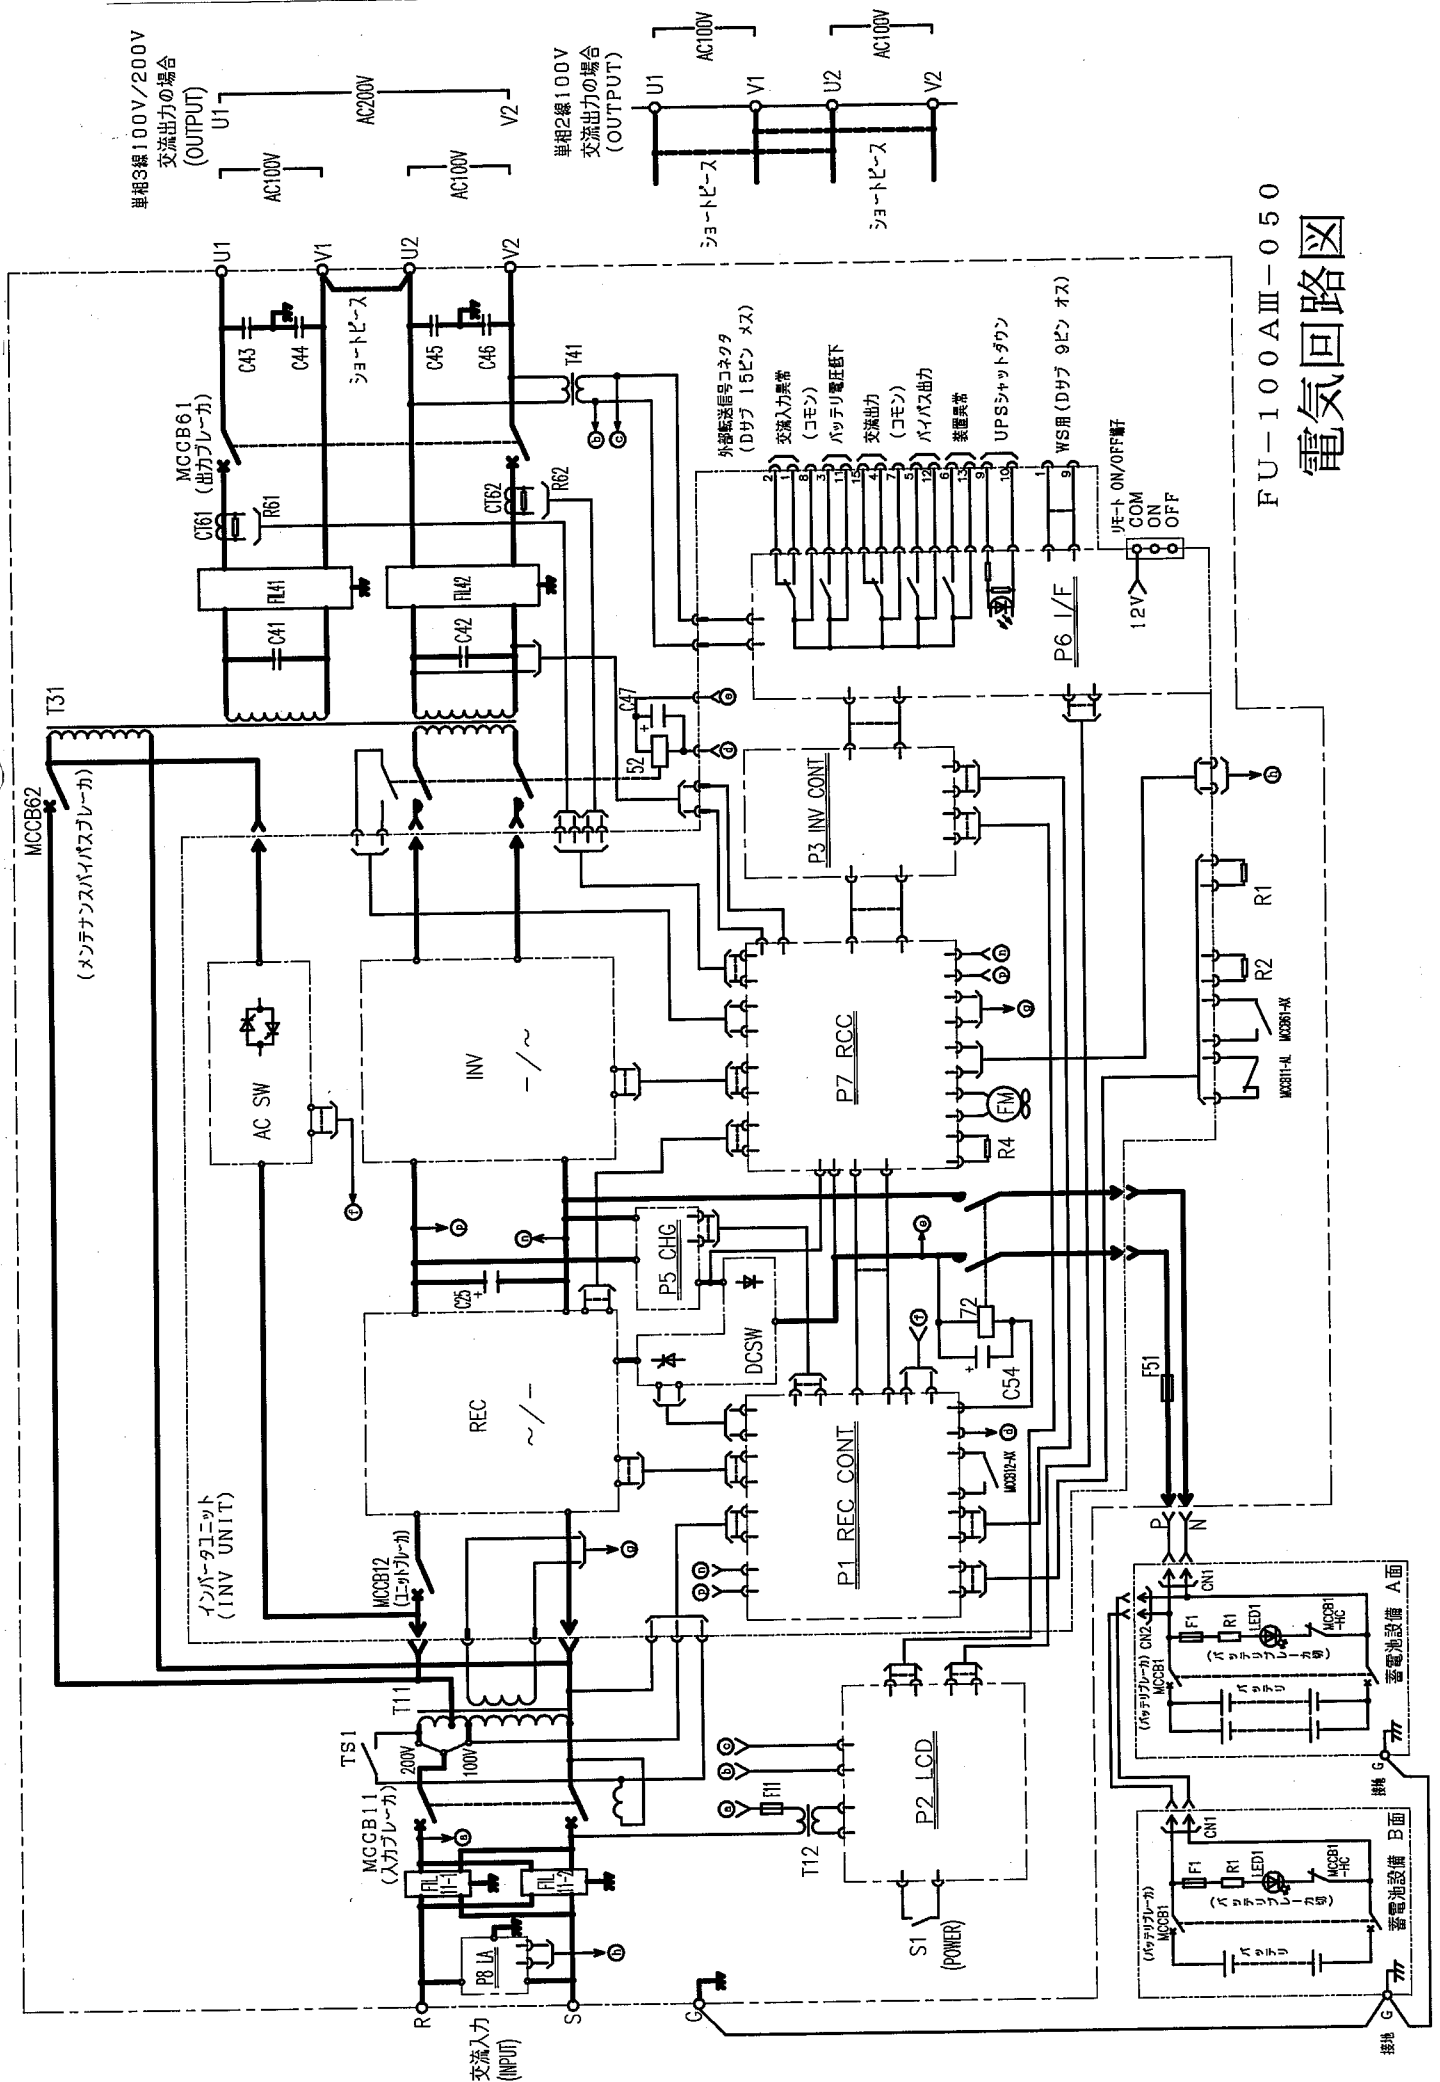 FU-100AⅢ-050
電気回路図
交流入力
(INPUT)
R
S
G
P8 LA
h
FIL
11-1
FIL
11-2
a
MCCB11
(入力ブレーカ)
TS1
200V
100V
T11
MCCB12
(ユニットブレーカ)
g
インバータユニット
(INV UNIT)
REC
~/-
C25
+
p
n
INV
-/~
AC SW
f
MCCB62
(メンテナンスバイパスブレーカ)
T31
C41
C42
FIL41
FIL42
CT61
R61
CT62
R62
MCCB61
(出力ブレーカ)
C43
C44
C45
C46
ショートピース
U1
V1
U2
V2
T41
b
c
単相3線100V/200V
交流出力の場合
(OUTPUT)
U1
V2
AC100V
AC100V
AC200V
単相2線100V
交流出力の場合
(OUTPUT)
U1
V1
U2
V2
AC100V
AC100V
ショートピース
ショートピース
52
C47
+
d
e
P5 CHG
DCSW
P1 REC CONT
p
n
MCCB12-AX
d
f
C54
+
72
e
P7 RCC
R4
FM
g
p
n
P3 INV CONT
P6 I/F
外部転送信号コネクタ
(Dサブ 15ピン メス)
2
1
8
3
11
15
4
7
5
12
6
13
9
10
交流入力異常
(コモン)
バッテリ電圧低下
交流出力
(コモン)
バイパス出力
装置異常
UPSシャットダウン
1
9
WS用(Dサブ 9ピン オス)
リモート ON/OFF端子
COM
ON
OFF
12V
h
R1
R2
MCCB61-AX
MCCB11-AL
F51
P
N
P2 LCD
a
b
c
F11
T12
S1
(POWER)
CN1
CN2
(バッテリブレーカ)
MCCB1
F1
R1
LED1
(バッテリブレーカ切)
MCCB1
-HC
バッテリ
蓄電池設備 A面
接地
G
CN1
(バッテリブレーカ)
MCCB1
F1
R1
LED1
(バッテリブレーカ切)
MCCB1
-HC
バッテリ
蓄電池設備 B面
接地
G